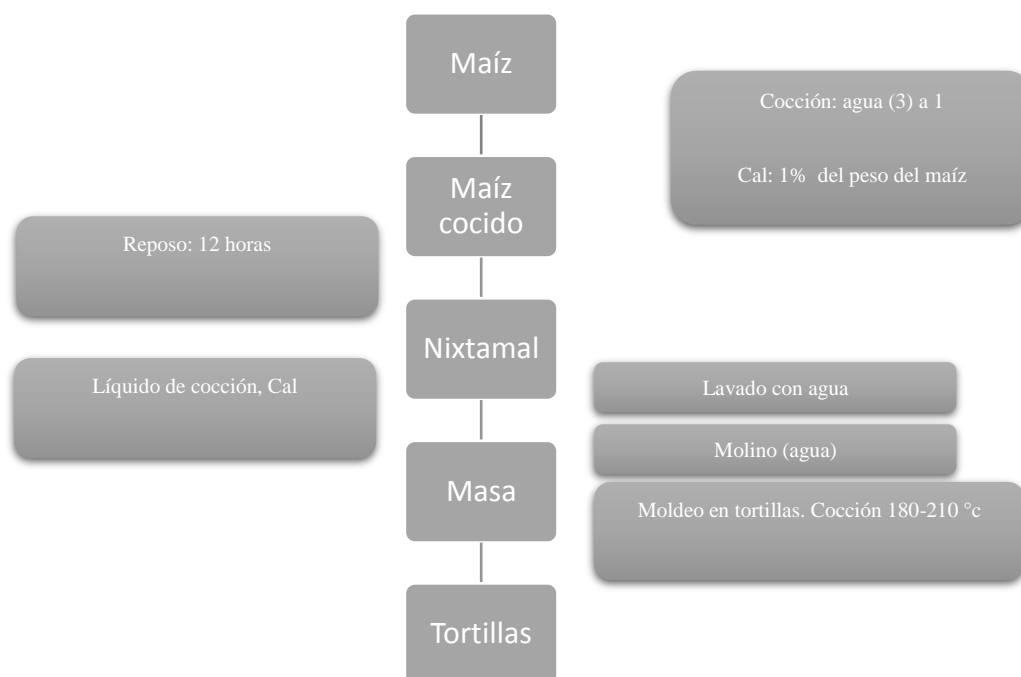 Maíz
Cocción: agua (3) a 1
Cal: 1% del peso del maíz
Maíz
cocido
Reposo: 12 horas
Nixtamal
Líquido de cocción, Cal
Lavado con agua
Molino (agua)
Masa
Moldeo en tortillas. Cocción 180-210 °c
Tortillas